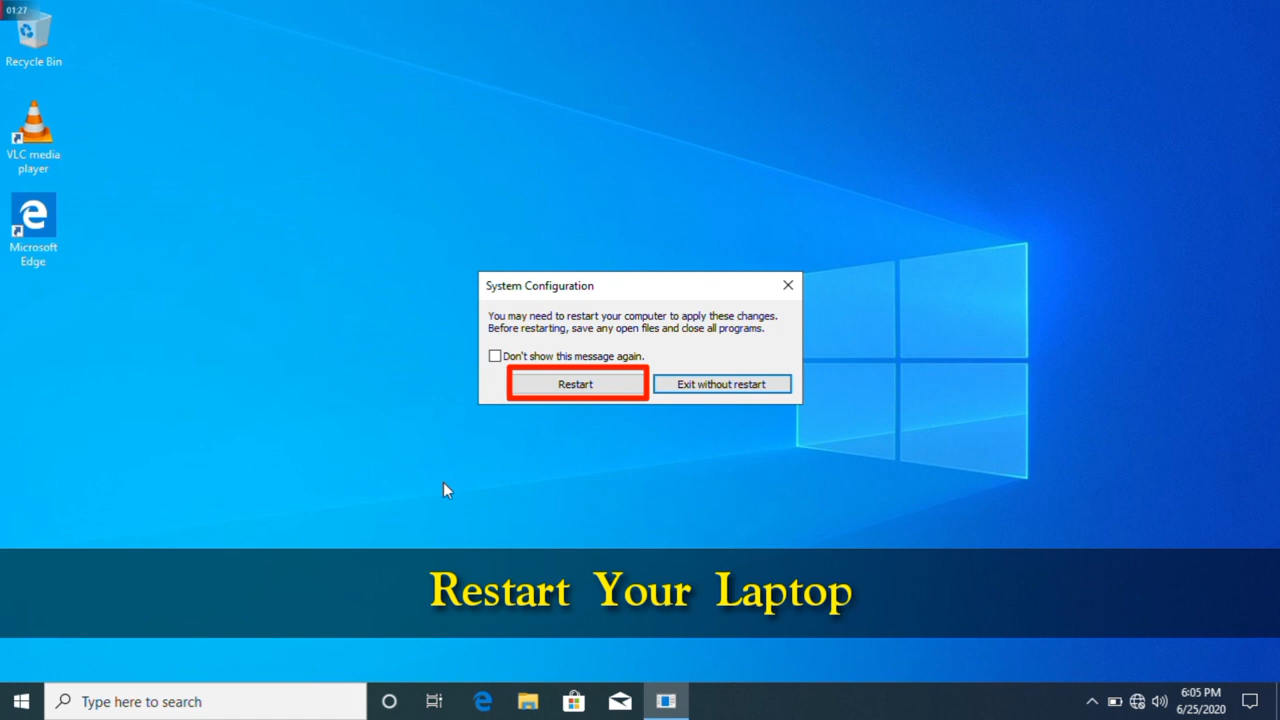 01:27
Recycle Bin
VLC media
player
Microsoft
Edge
System Configuration
You may need to restart your computer to apply these changes.
Before restarting, save any open files and close all programs.
Don't show this message again.
Restart
Exit without restart
Restart Your Laptop
Type here to search
6:05 PM
6/25/2020